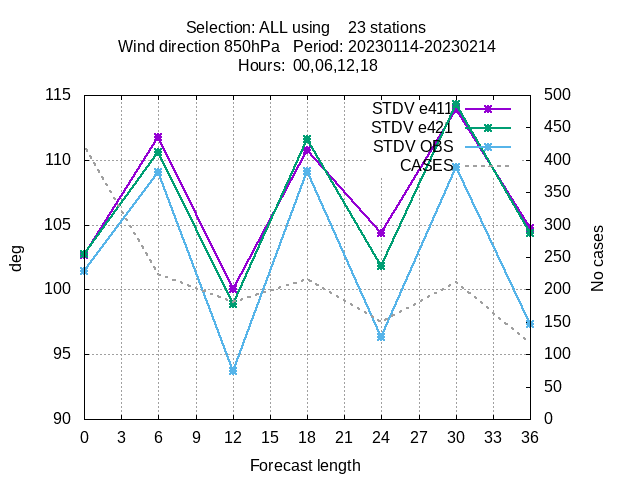 Selection: ALL using    23 stations
Wind direction 850hPa   Period: 20230114-20230214
Hours:  00,06,12,18
STDV e411
STDV e421
STDV OBS
CASES
115
110
105
100
95
90
500
450
400
350
300
250
200
150
100
50
0
deg
No cases
0 3 6 9 12 15 18 21 24 27 30 33 36
Forecast length